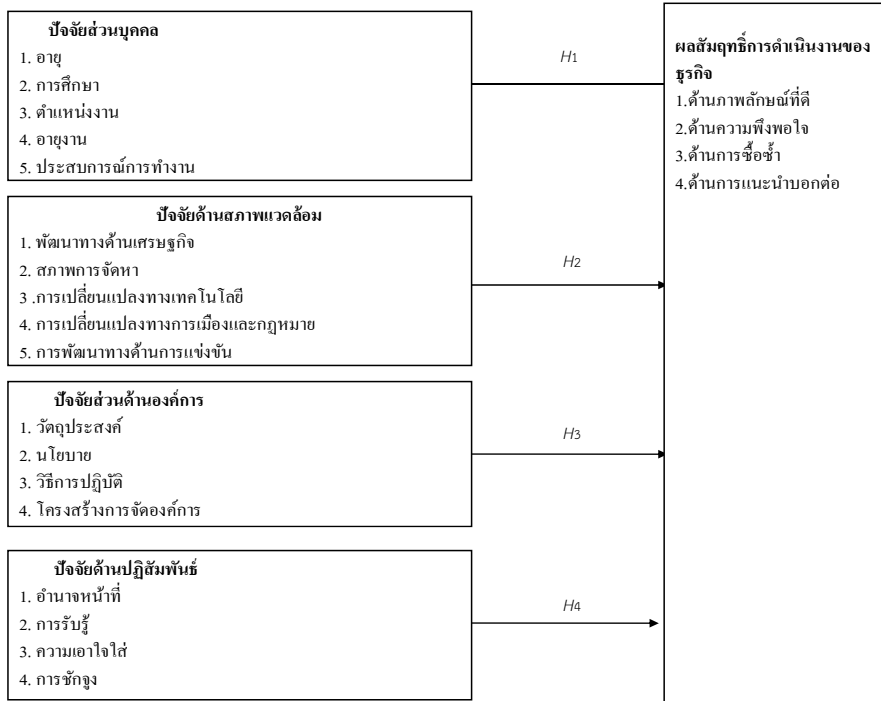 ปัจจัยส่วนบุคคล
1. อายุ
2. การศึกษา
3. ตำแหน่งงาน
4. อายุงาน
5. ประสบการณ์การทำงาน
H1
ผลสัมฤทธิ์การดำเนินงานของ
ธุรกิจ
1.ด้านภาพลักษณ์ที่ดี
2.ด้านความพึงพอใจ
3.ด้านการซื้อซ้ำ
4.ด้านการแนะนำบอกต่อ
ปัจจัยด้านสภาพแวดล้อม
1. พัฒนาทางด้านเศรษฐกิจ
2. สภาพการจัดหา
3 .การเปลี่ยนแปลงทางเทคโนโลยี
4. การเปลี่ยนแปลงทางการเมืองและกฎหมาย
5. การพัฒนาทางด้านการแข่งขัน
H2
ปัจจัยส่วนด้านองค์การ
1. วัตถุประสงค์
2. นโยบาย
3. วิธีการปฏิบัติ
4. โครงสร้างการจัดองค์การ
H3
ปัจจัยด้านปฏิสัมพันธ์
1. อำนาจหน้าที่
2. การรับรู้
3. ความเอาใจใส่
4. การชักจูง
H4